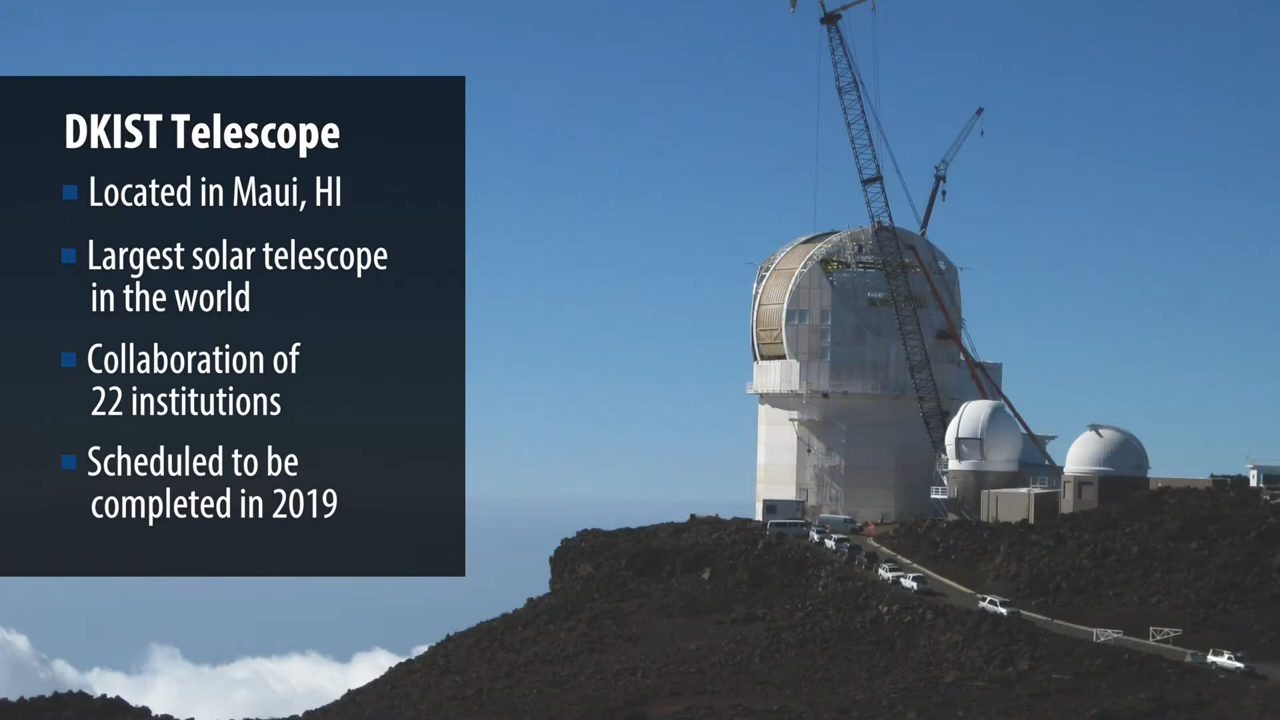 DKIST Telescope
Located in Maui, HI
Largest solar telescope
in the world
Collaboration of
22 institutions
Scheduled to be
completed in 2019